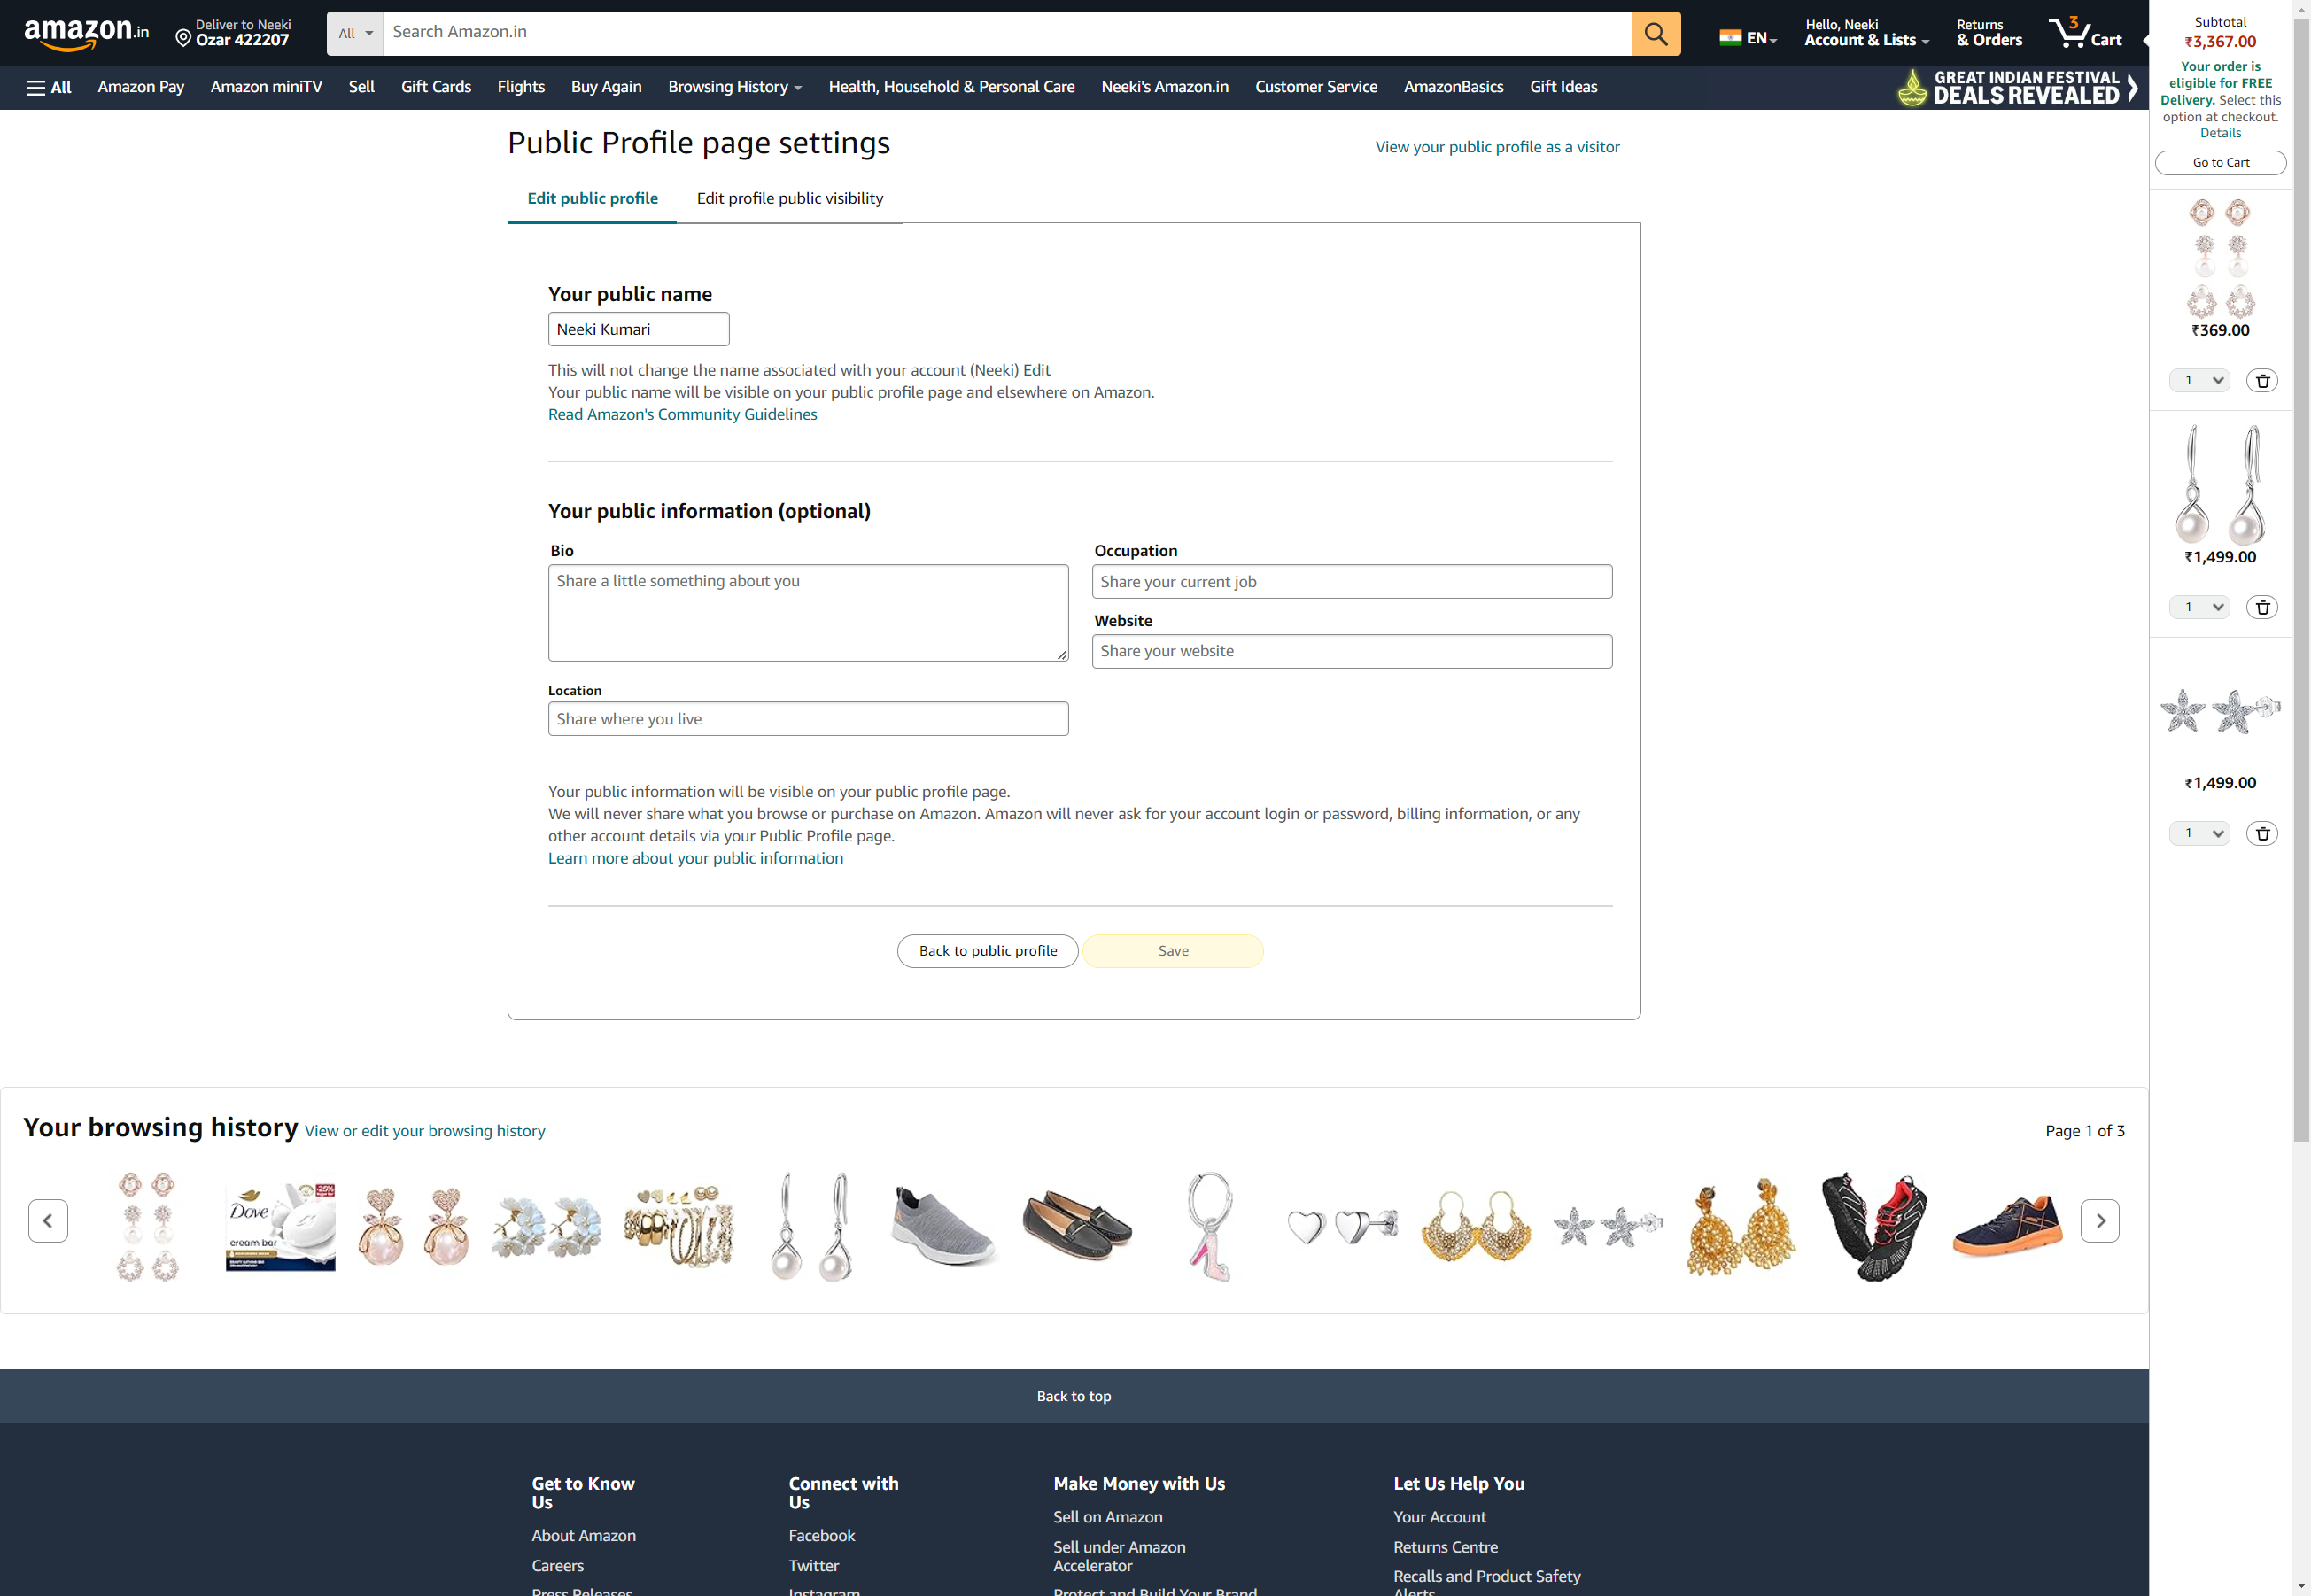 amazon.in
Deliver to Neeki
Ozar 422207
All
Search Amazon.in
EN
Hello, Neeki
Account & Lists
Returns
& Orders
3
Cart
All
Amazon Pay
Amazon miniTV
Sell
Gift Cards
Flights
Buy Again
Browsing History
Health, Household & Personal Care
Neeki's Amazon.in
Customer Service
AmazonBasics
Gift Ideas
GREAT INDIAN FESTIVAL
DEALS REVEALED
Subtotal
₹3,367.00
Your order is
eligible for FREE
Delivery. Select this
option at checkout.
Details
Go to Cart
₹369.00
1
₹1,499.00
1
₹1,499.00
1
Public Profile page settings
View your public profile as a visitor
Edit public profile
Edit profile public visibility
Your public name
Neeki Kumari
This will not change the name associated with your account (Neeki) Edit
Your public name will be visible on your public profile page and elsewhere on Amazon.
Read Amazon's Community Guidelines
Your public information (optional)
Bio
Share a little something about you
Occupation
Share your current job
Website
Share your website
Location
Share where you live
Your public information will be visible on your public profile page.
We will never share what you browse or purchase on Amazon. Amazon will never ask for your account login or password, billing information, or any
other account details via your Public Profile page.
Learn more about your public information
Back to public profile
Save
Your browsing history View or edit your browsing history
Page 1 of 3
Dove
cream bar
Back to top
Get to Know
Us
About Amazon
Careers
Press Releases
Connect with
Us
Facebook
Twitter
Instagram
Make Money with Us
Sell on Amazon
Sell under Amazon
Accelerator
Protect and Build Your Brand
Let Us Help You
Your Account
Returns Centre
Recalls and Product Safety
Alerts